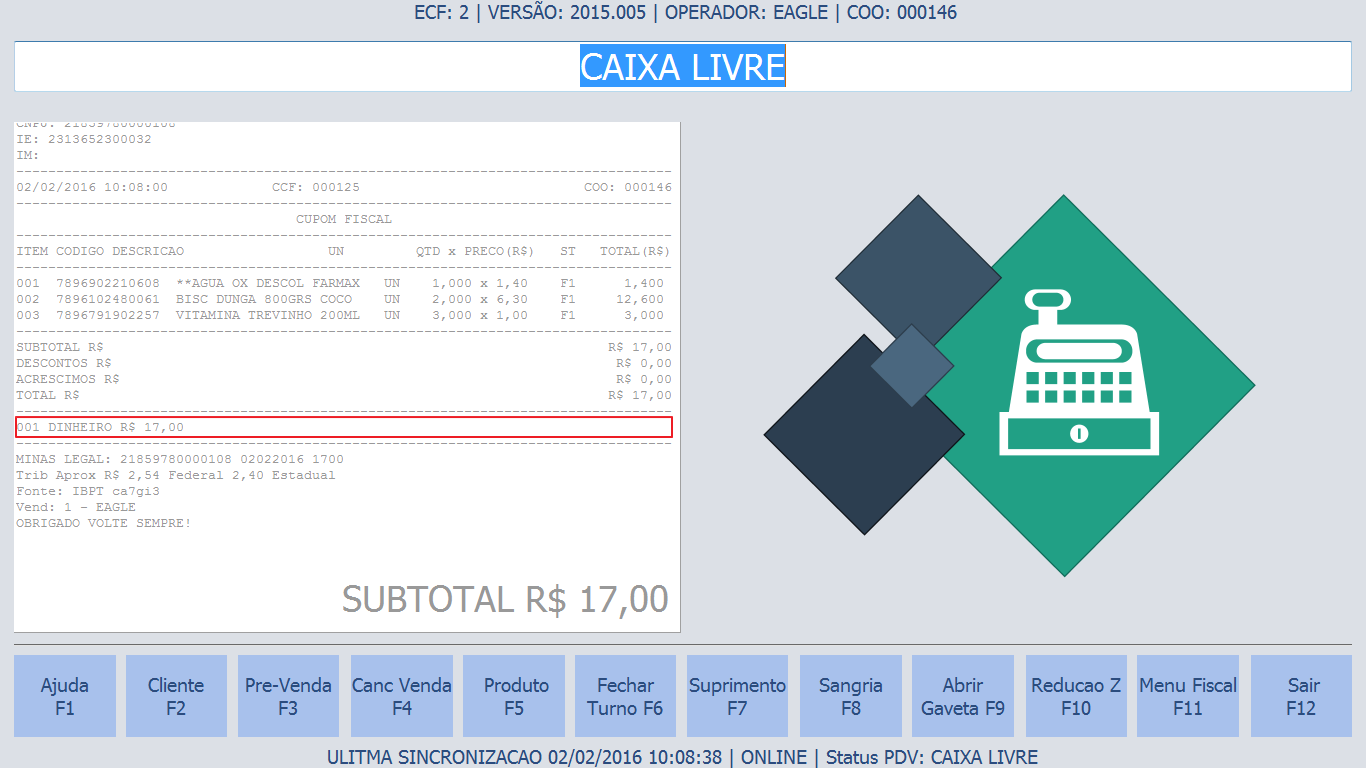 ECF: 2 | VERSÃO: 2015.005 | OPERADOR: EAGLE | COO: 000146
CAIXA LIVRE
CNPG: 21859780000108
IE: 2313652300032
IM:
02/02/2016 10:08:00 CCF: 000125 COO: 000146
CUPOM FISCAL
ITEM CODIGO DESCRICAO UN QTD x PRECO(R$) ST TOTAL(R$)
001 7896902210608 **AGUA OX DESCOL FARMAX UN 1,000 x 1,40 F1 1,400
002 7896102480061 BISC DUNGA 800GRS COCO UN 2,000 x 6,30 F1 12,600
003 7896791902257 VITAMINA TREVINHO 200ML UN 3,000 x 1,00 F1 3,000
SUBTOTAL R$ R$ 17,00
DESCONTOS R$ R$ 0,00
ACRESCIMOS R$ R$ 0,00
TOTAL R$ R$ 17,00
001 DINHEIRO R$ 17,00
MINAS LEGAL: 21859780000108 02022016 1700
Trib Aprox R$ 2,54 Federal 2,40 Estadual
Fonte: IBPT ca7gi3
Vend: 1 - EAGLE
OBRIGADO VOLTE SEMPRE!
SUBTOTAL R$ 17,00
Ajuda
F1
Cliente
F2
Pre-Venda
F3
Canc Venda
F4
Produto
F5
Fechar
Turno F6
Suprimento
F7
Sangria
F8
Abrir
Gaveta F9
Reducao Z
F10
Menu Fiscal
F11
Sair
F12
ULITMA SINCRONIZACAO 02/02/2016 10:08:38 | ONLINE | Status PDV: CAIXA LIVRE